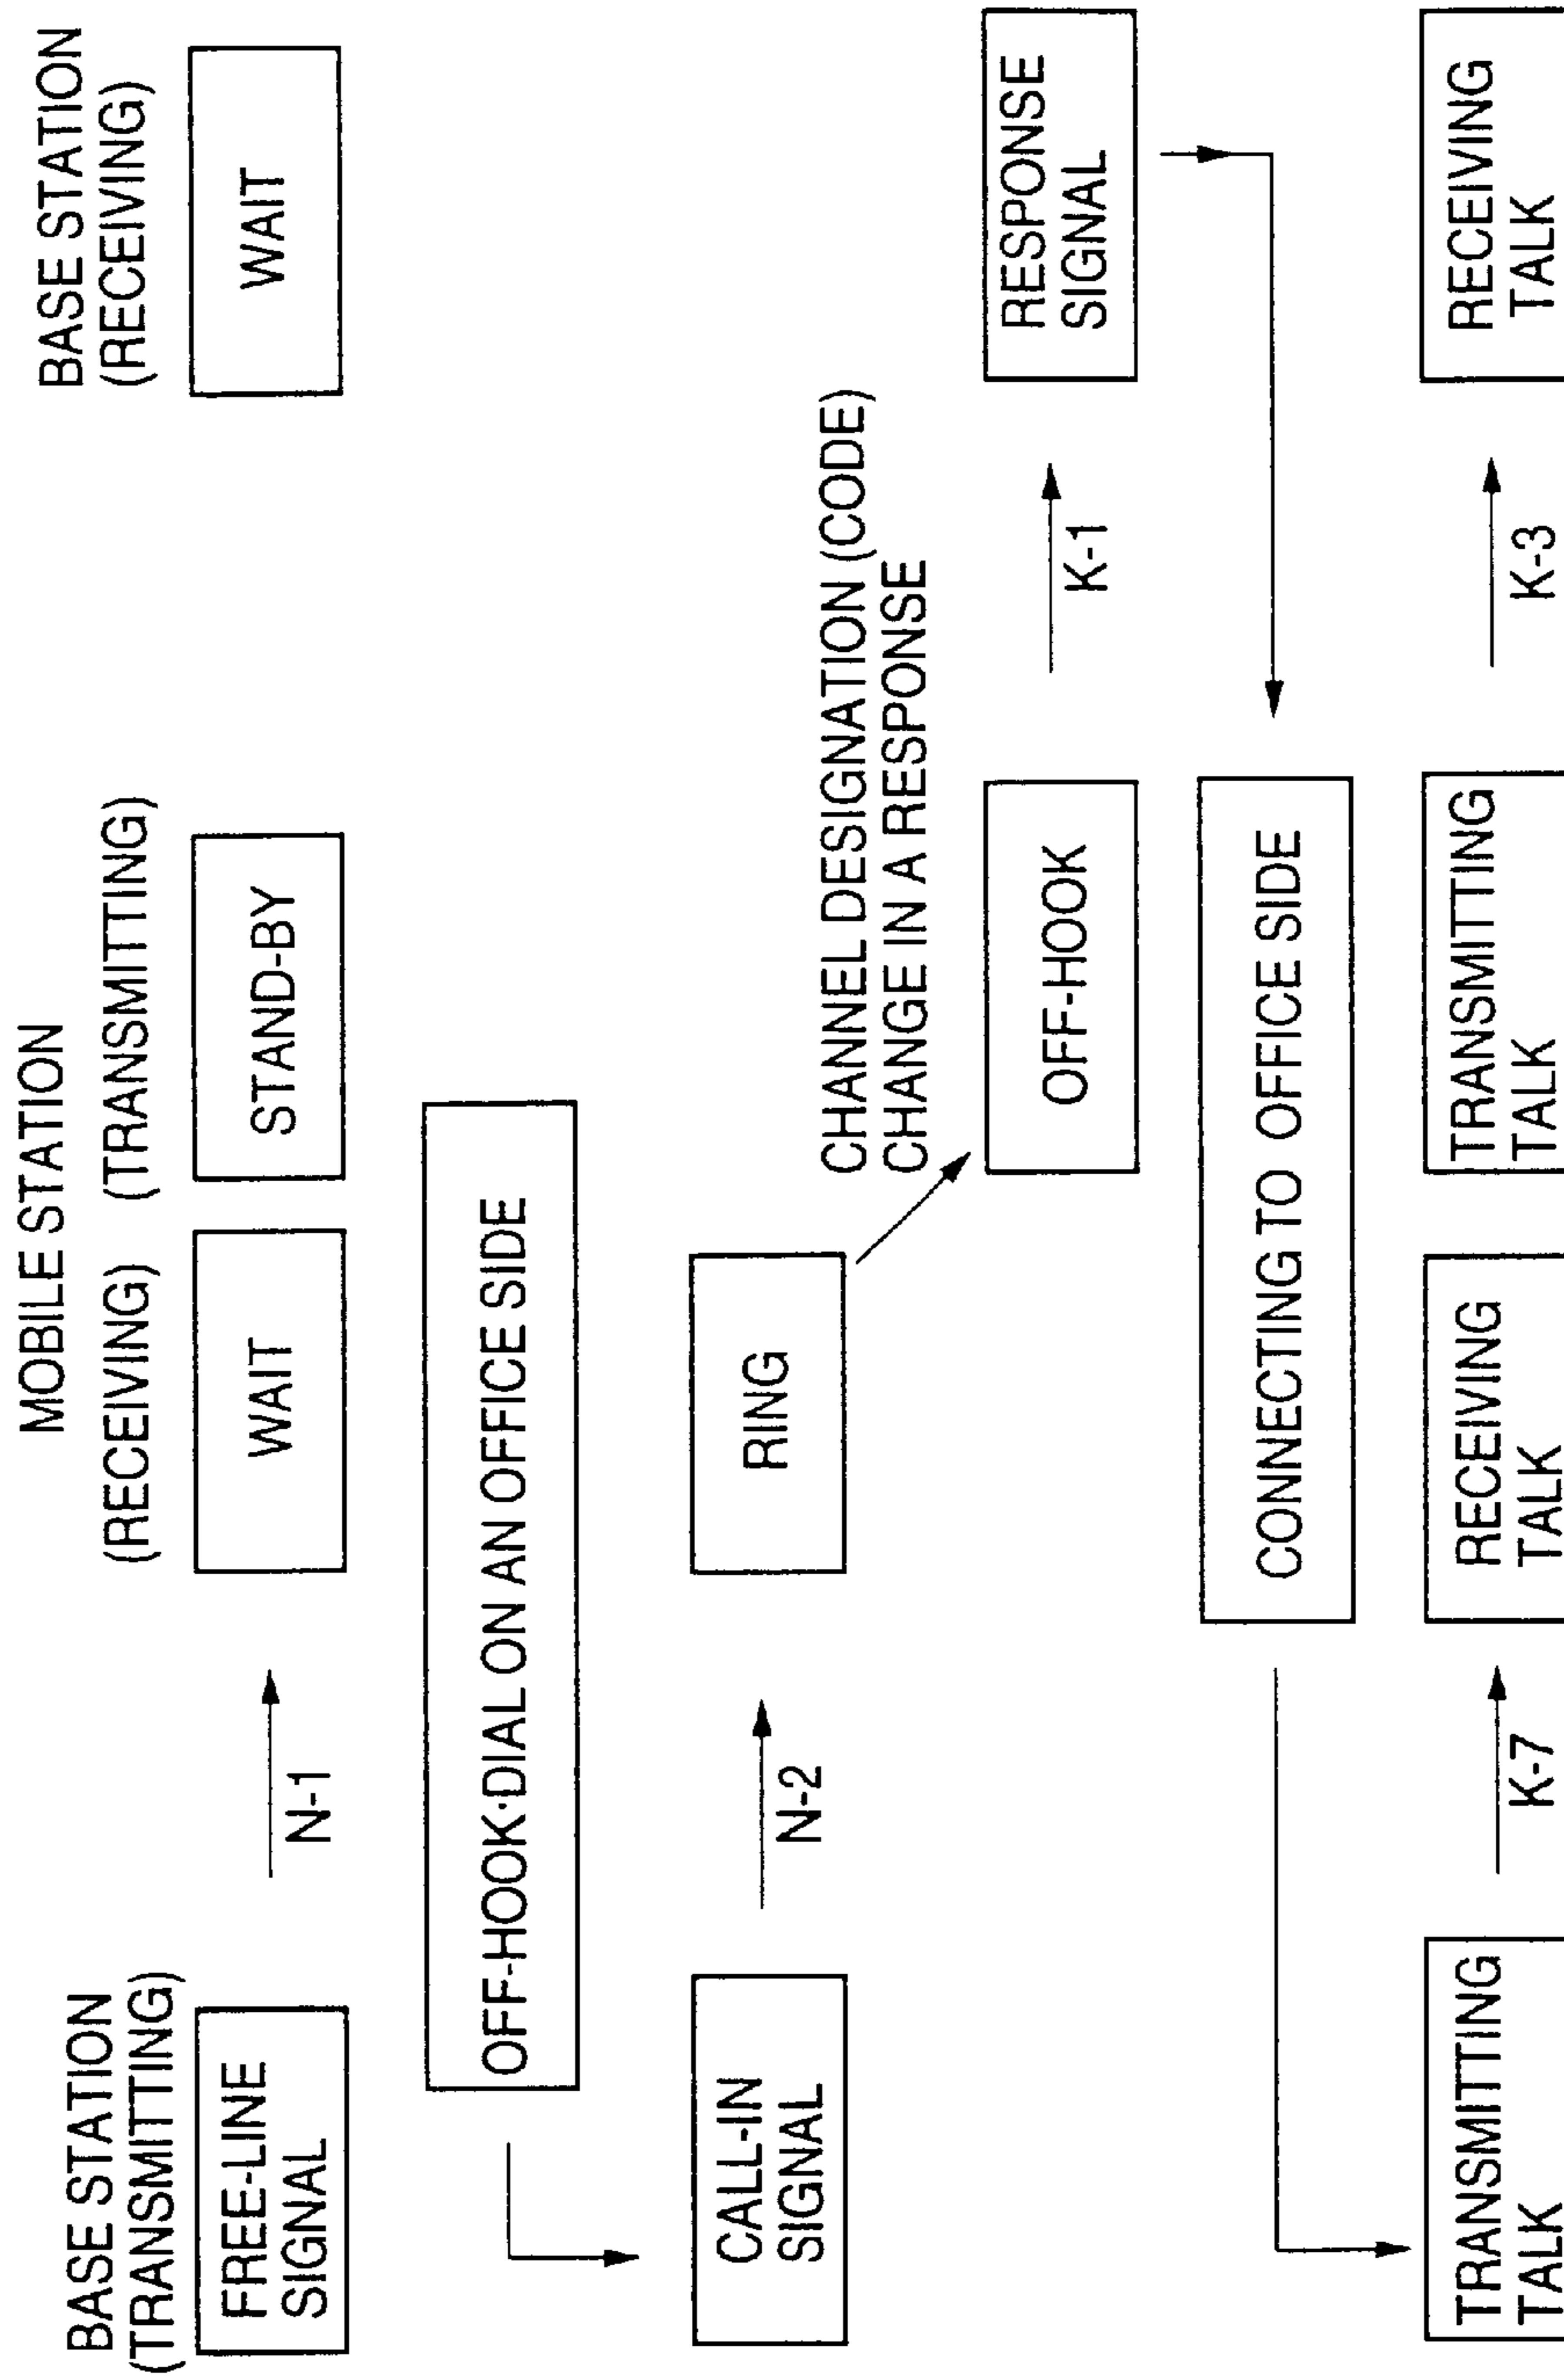 BASE STATION
(TRANSMITTING)
MOBILE STATION
(RECEIVING) (TRANSMITTING)
BASE STATION
(RECEIVING)
FREE-LINE
SIGNAL
N-1
WAIT
STAND-BY
WAIT
OFF-HOOK·DIAL ON AN OFFICE SIDE
CALL-IN
SIGNAL
N-2
RING
CHANNEL DESIGNATION (CODE)
CHANGE IN A RESPONSE
OFF-HOOK
K-1
RESPONSE
SIGNAL
CONNECTING TO OFFICE SIDE
TRANSMITTING
TALK
K-7
RECEIVING
TALK
TRANSMITTING
TALK
K-3
RECEIVING
TALK